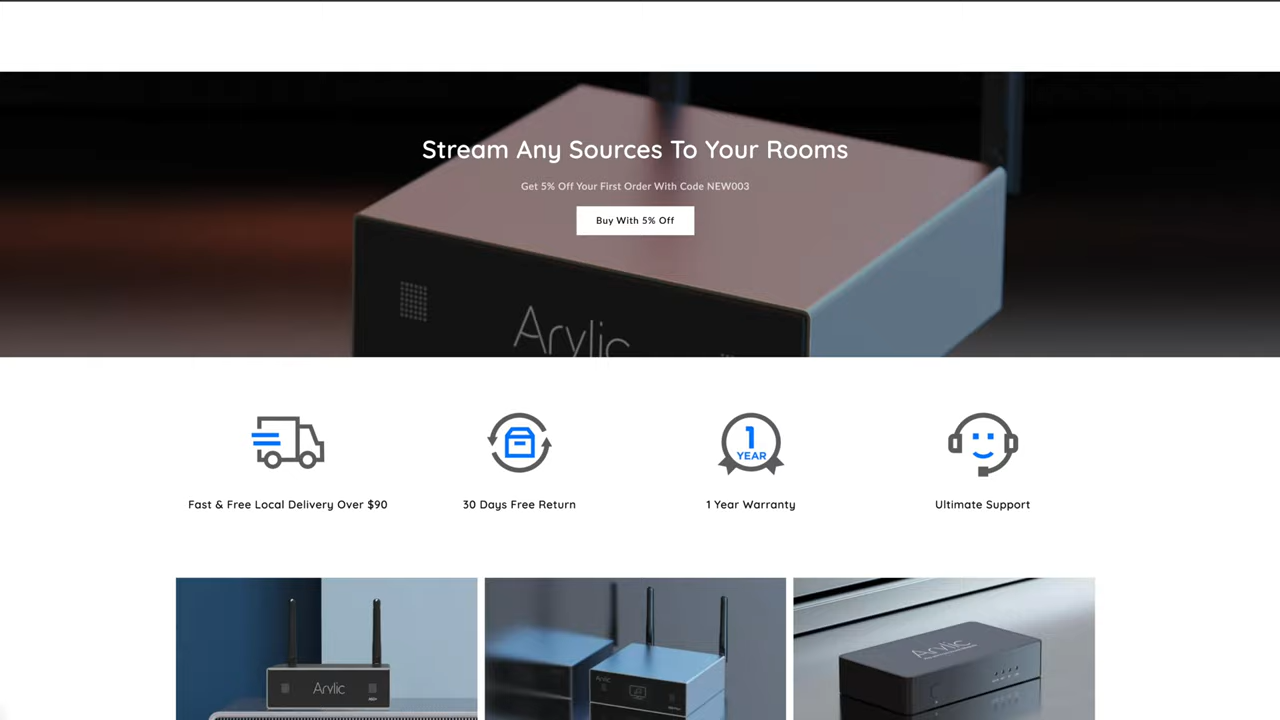 Stream Any Sources To Your Rooms
Get 5% Off Your First Order With Code NEW003
Buy With 5% Off
Arylic
1
YEAR
Fast & Free Local Delivery Over $90
30 Days Free Return
1 Year Warranty
Ultimate Support
Arylic
Arylic
Arylic